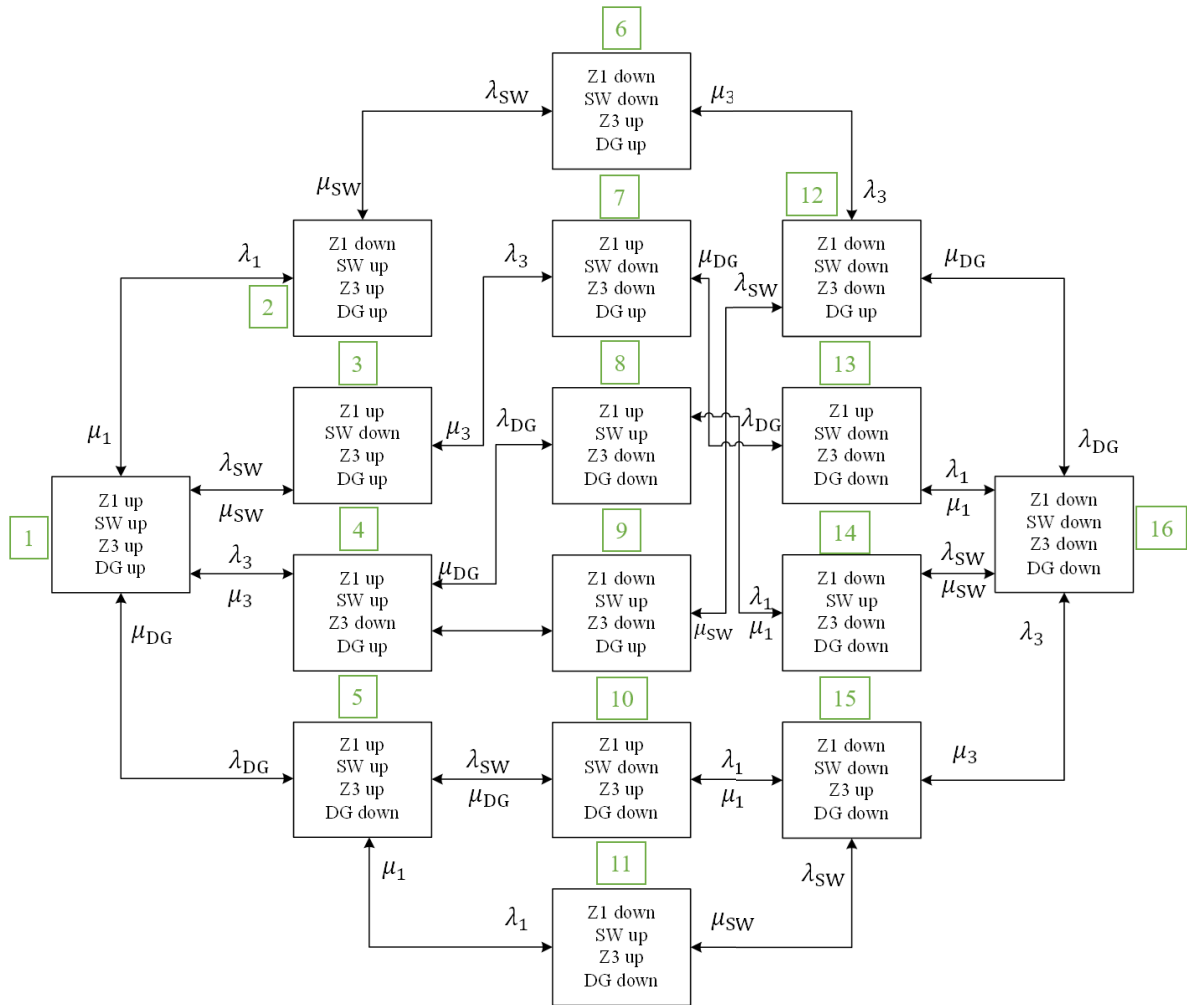 6
Z1 down
SW down
Z3 up
DG up
λSW
μ3
μSW
λ3
2
Z1 down
SW up
Z3 up
DG up
λ1
μ1
7
Z1 up
SW down
Z3 down
DG up
λ3
μDG
12
Z1 down
SW down
Z3 down
DG up
λSW
μDG
3
Z1 up
SW down
Z3 up
DG up
μ3
8
Z1 up
SW up
Z3 down
DG down
λDG
λDG
13
Z1 up
SW down
Z3 down
DG down
λDG
1
Z1 up
SW up
Z3 up
DG up
λSW
μSW
λ3
μ3
μDG
4
Z1 up
SW up
Z3 down
DG up
μDG
9
Z1 down
SW up
Z3 down
DG up
μSW
λ1
μ1
14
Z1 down
SW up
Z3 down
DG down
λ1
μ1
λSW
μSW
16
Z1 down
SW down
Z3 down
DG down
λ3
5
Z1 up
SW up
Z3 up
DG down
λDG
λSW
μDG
10
Z1 up
SW down
Z3 up
DG down
λ1
μ1
15
Z1 down
SW down
Z3 up
DG down
μ3
μ1
λ1
11
Z1 down
SW up
Z3 up
DG down
μSW
λSW